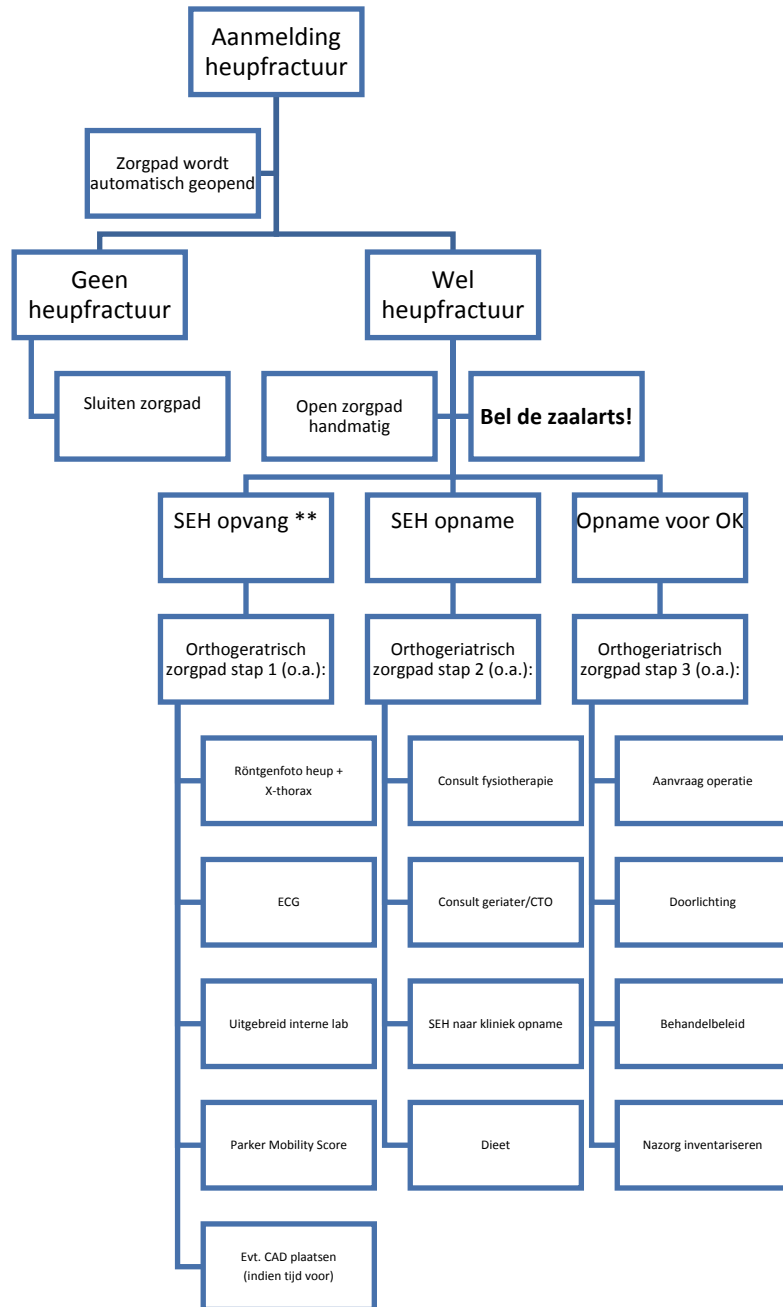 Aanmelding
heupfractuur
Zorgpad wordt
automatisch geopend
Geen
heupfractuur
Wel
heupfractuur
Sluiten zorgpad
Open zorgpad
handmatig
Bel de zaalarts!
SEH opvang **
SEH opname
Opname voor OK
Orthogeratrisch
zorgpad stap 1 (o.a.):
Orthogeriatrisch
zorgpad stap 2 (o.a.):
Orthogeriatrisch
zorgpad stap 3 (o.a.):
Röntgenfoto heup +
X-thorax
Consult fysiotherapie
Aanvraag operatie
ECG
Consult geriater/CTO
Doorlichting
Uitgebreid interne lab
SEH naar kliniek opname
Behandelbeleid
Parker Mobility Score
Dieet
Nazorg inventariseren
Evt. CAD plaatsen
(indien tijd voor)